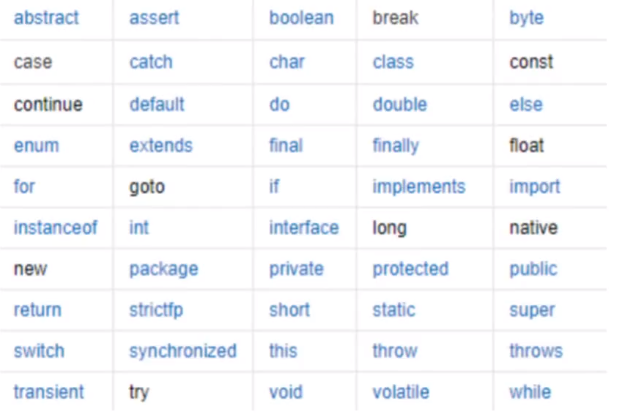 abstract assert boolean break byte
case catch char class const
continue default do double else
enum extends final finally float
for goto if implements import
instanceof int interface long native
new package private protected public
return strictfp short static super
switch synchronized this throw throws
transient try void volatile while